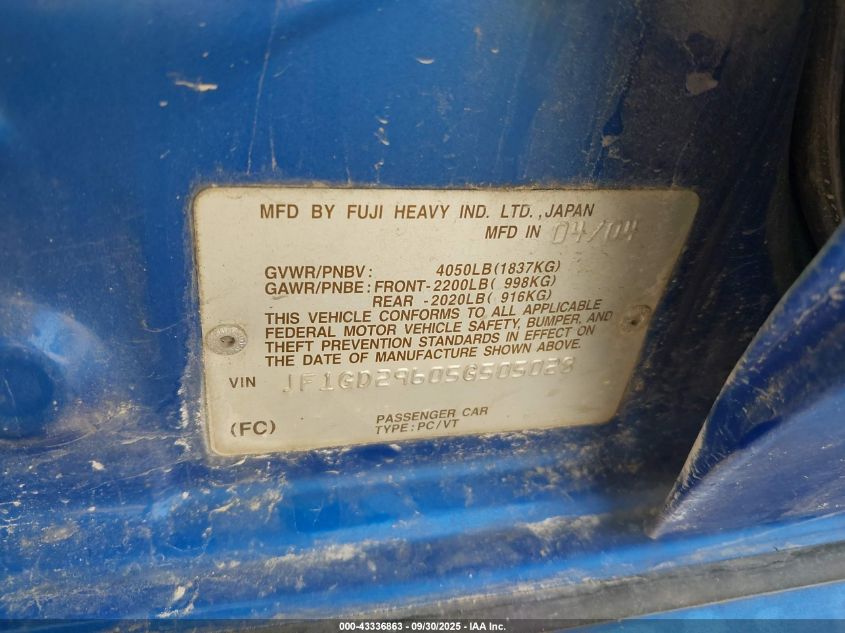 MFD BY FUJI HEAVY IND. LTD. ,JAPAN
MFD IN 04/04
GVWR/PNBV : 4050LB(1837KG)
GAWR/PNBE : FRONT-2200LB( 998KG)
REAR -2020LB( 916KG)
THIS VEHICLE CONFORMS TO ALL APPLICABLE
FEDERAL MOTOR VEHICLE SAFETY, BUMPER, AND
THEFT PREVENTION STANDARDS IN EFFECT ON
THE DATE OF MANUFACTURE SHOWN ABOVE.
VIN JF1GD29605G505028
(FC) PASSENGER CAR
TYPE : PC/VT
000-43336863 - 09/30/2025 - IAA Inc.